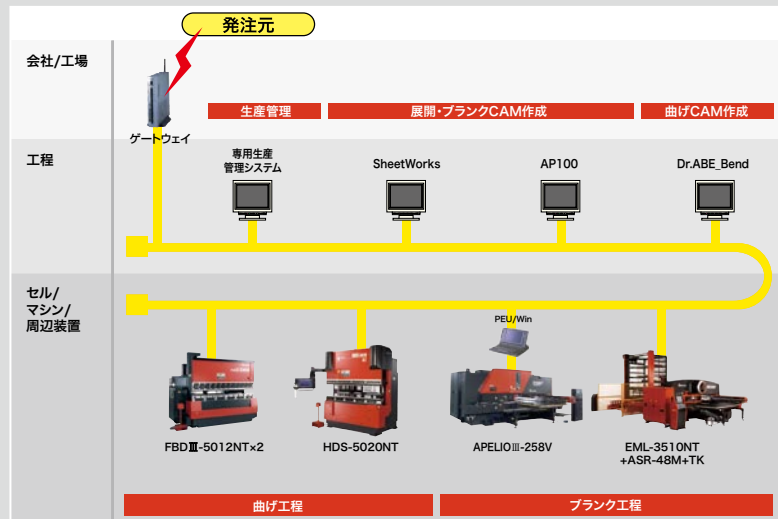 発注元
会社/工場
ゲートウェイ
生産管理
展開・ブランクCAM作成
曲げCAM作成
工程
専用生産
管理システム
SheetWorks
AP100
Dr.ABE_Bend
セル/
マシン/
周辺装置
PEU/Win
FBDⅢ-5012NT×2
HDS-5020NT
APELIOⅢ-258V
EML-3510NT
+ASR-48M+TK
曲げ工程
ブランク工程